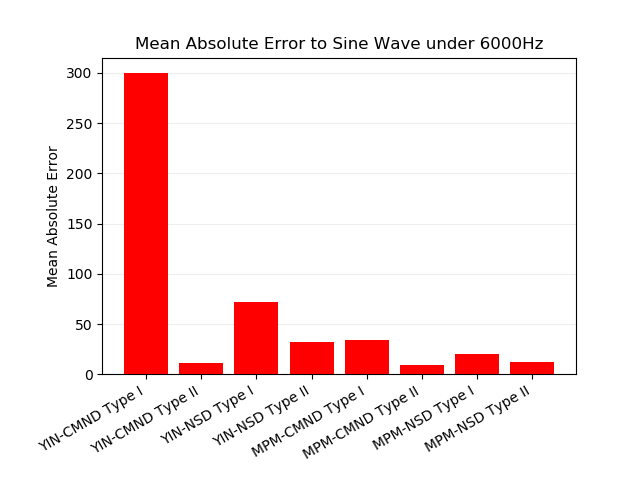 Mean Absolute Error to Sine Wave under 6000Hz
Mean Absolute Error
300
250
200
150
100
50
0
YIN-CMND Type I
YIN-CMND Type II
YIN-NSD Type I
YIN-NSD Type II
MPM-CMND Type I
MPM-CMND Type II
MPM-NSD Type I
MPM-NSD Type II